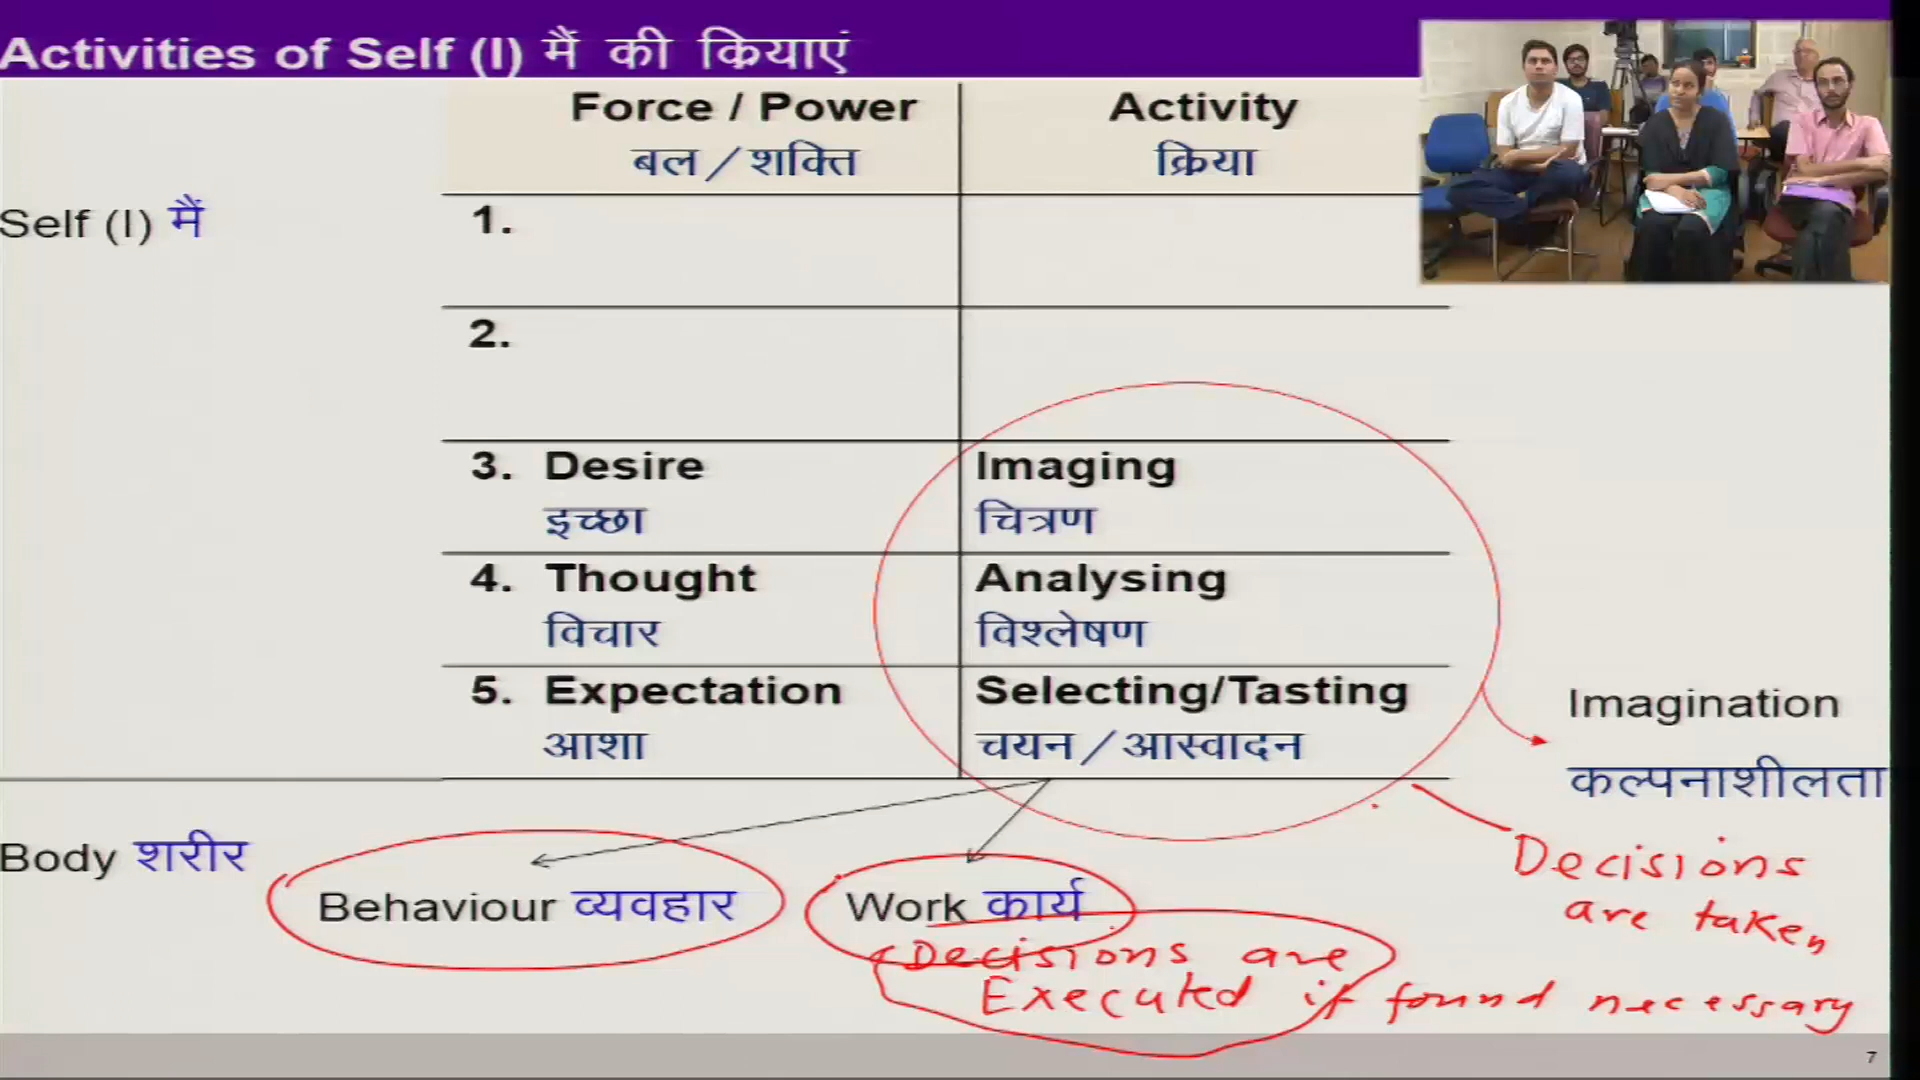 Activities of Self (I) मैं की कियाएं
Force / Power
बल ⁄ शक्ति
Activity
क्रिया
Self (I) मैं
1.
2.
3. Desire
इच्छा
Imaging
चित्रण
4. Thought
विचार
Analysing
विश्लेषण
5. Expectation
आशा
Selecting/Tasting
चयन ⁄ आस्वादन
Imagination
कल्पनाशीलता
Decisions
are taken
Body शरीर
Behaviour व्यवहार
Work कार्य
Decisions are
Executed if found necessary
7